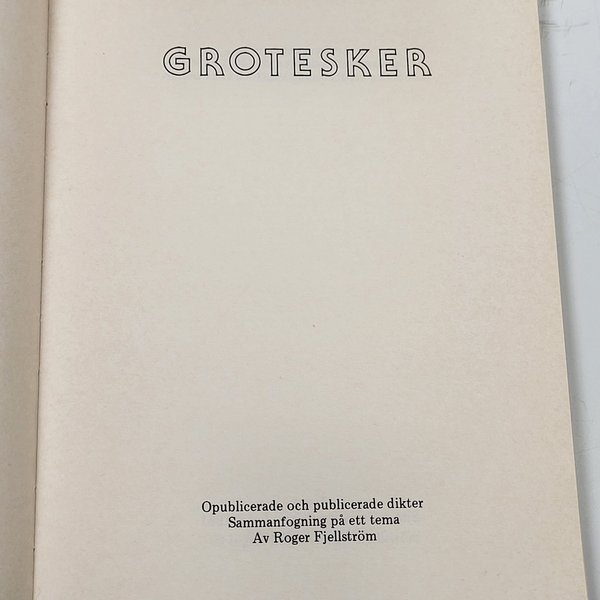 GROTESKER
Opublicerade och publicerade dikter
Sammanfogning på ett tema
Av Roger Fjellström